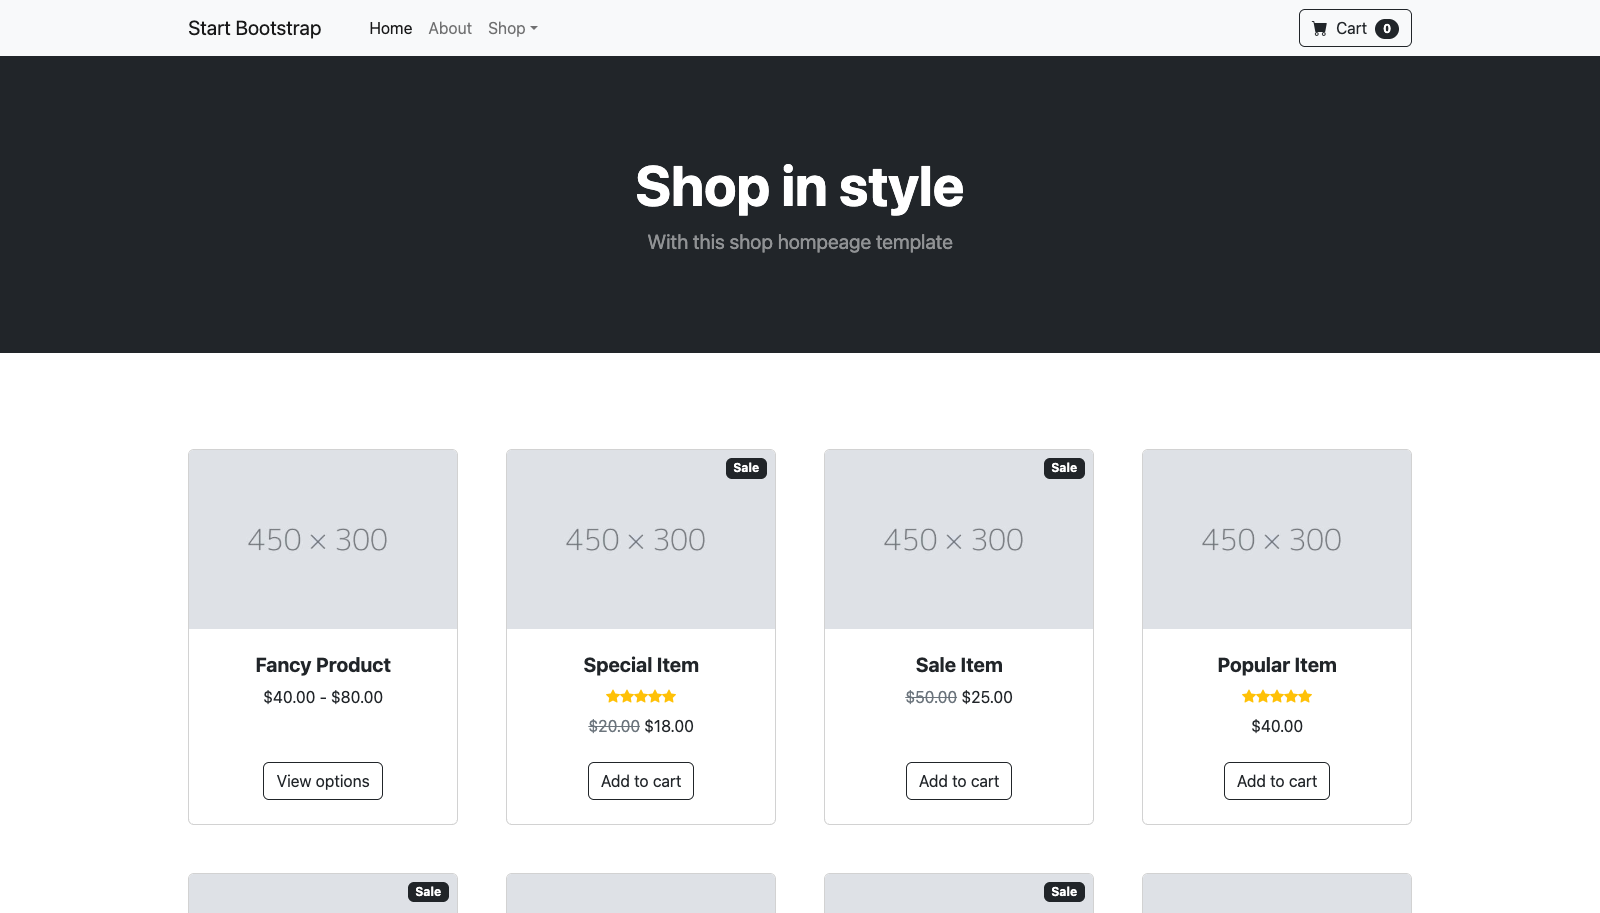 Start Bootstrap Home About Shop Cart 0
Shop in style
With this shop hompeage template
450 × 300
Fancy Product
$40.00 - $80.00
View options
Sale
450 × 300
Special Item
$20.00 $18.00
Add to cart
Sale
450 × 300
Sale Item
$50.00 $25.00
Add to cart
450 × 300
Popular Item
$40.00
Add to cart
Sale
Sale